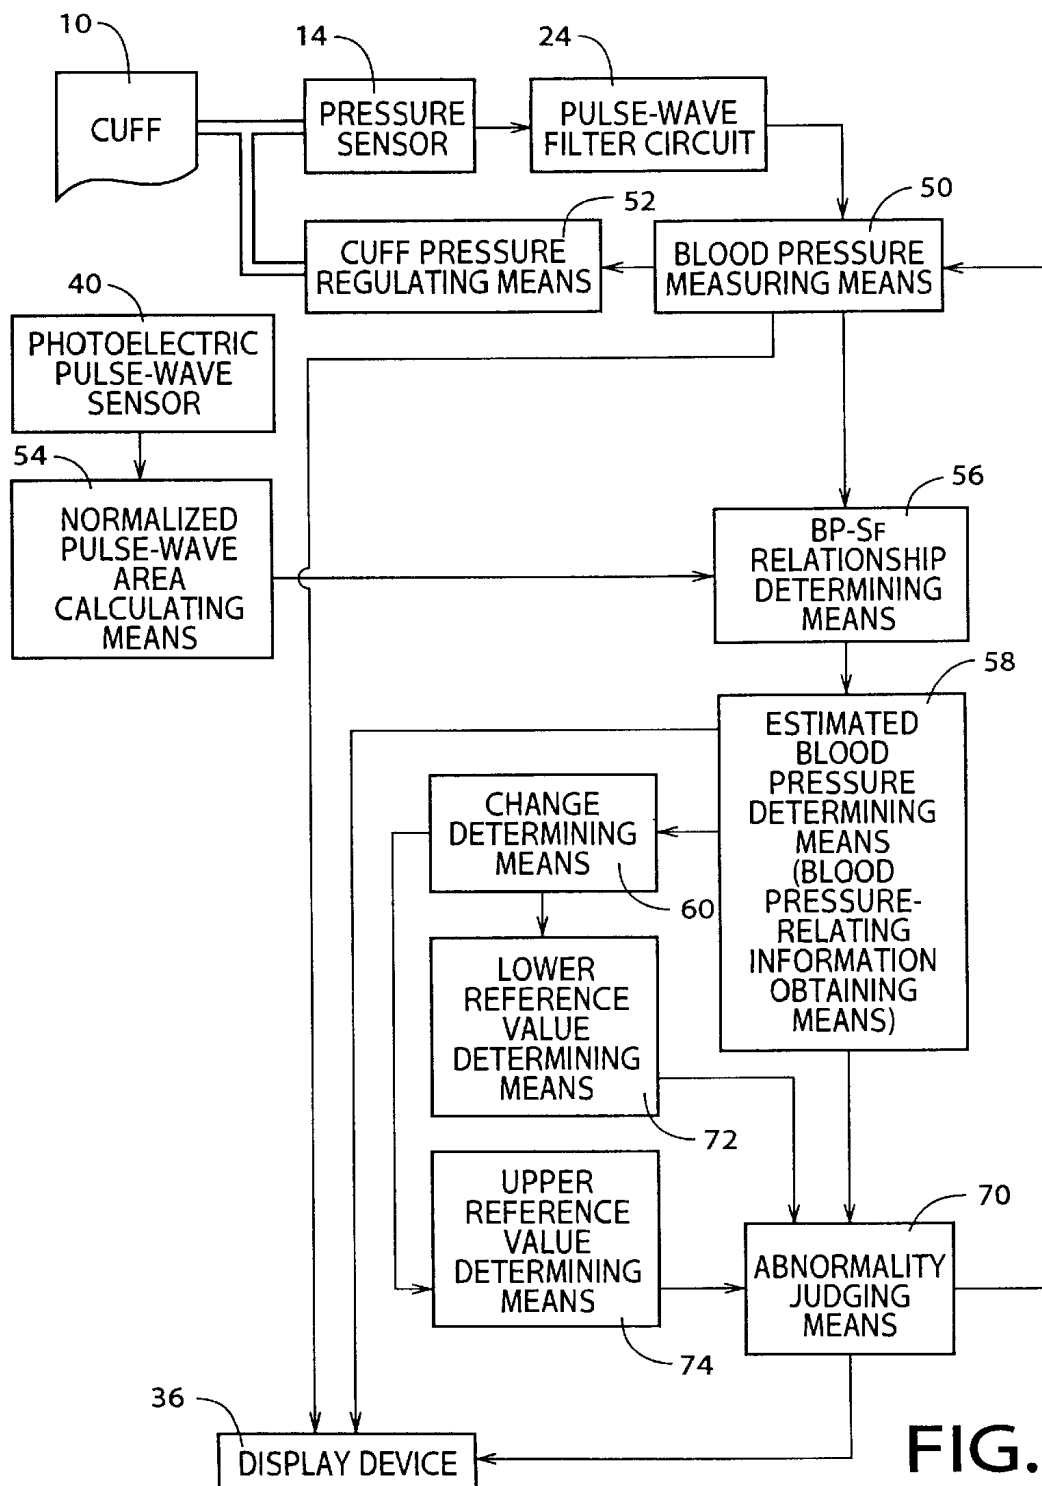 10
14
24
CUFF
PRESSURE
SENSOR
PULSE-WAVE
FILTER CIRCUIT
52
50
CUFF PRESSURE
REGULATING MEANS
BLOOD PRESSURE
MEASURING MEANS
40
PHOTOELECTRIC
PULSE-WAVE
SENSOR
54
NORMALIZED
PULSE-WAVE
AREA
CALCULATING
MEANS
56
BP-SF
RELATIONSHIP
DETERMINING
MEANS
58
ESTIMATED
BLOOD
PRESSURE
DETERMINING
MEANS
(BLOOD
PRESSURE-
RELATING
INFORMATION
OBTAINING
MEANS)
CHANGE
DETERMINING
MEANS
60
LOWER
REFERENCE
VALUE
DETERMINING
MEANS
72
UPPER
REFERENCE
VALUE
DETERMINING
MEANS
74
70
ABNORMALITY
JUDGING
MEANS
36
DISPLAY DEVICE
FIG.